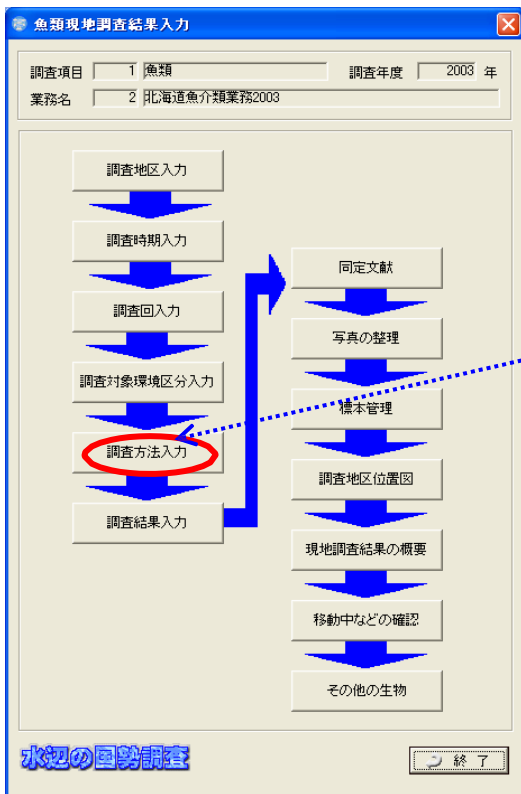 魚類現地調査結果入力
調査項目 1 魚類 調査年度 2003 年
業務名 2 北海道魚介類業務2003
調査地区入力
調査時期入力
調査回入力
調査対象環境区分入力
調査方法入力
調査結果入力
同定文献
写真の整理
標本管理
調査地区位置図
現地調査結果の概要
移動中などの確認
その他の生物
水辺の国勢調査
終 了